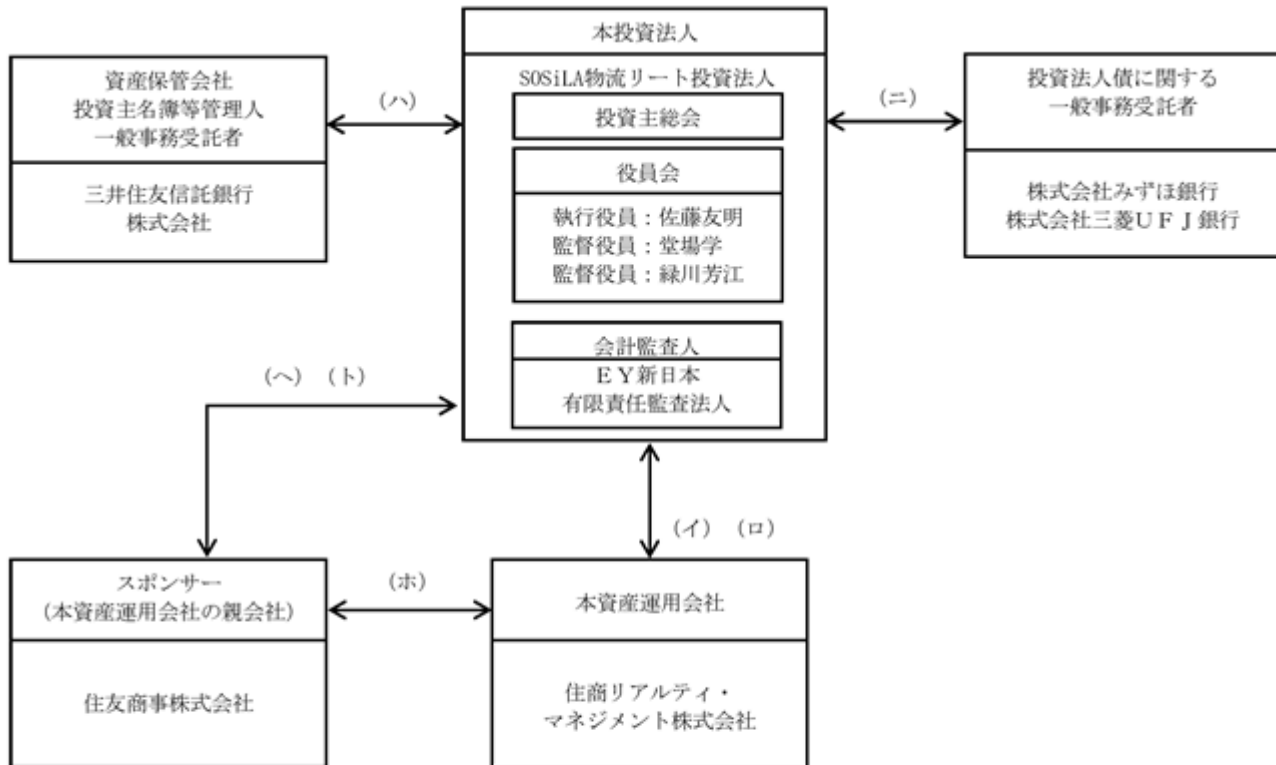 本投資法人
SOSiLA物流リート投資法人
投資主総会
役員会
執行役員：佐藤友明
監督役員：堂場学
監督役員：緑川芳江
会計監査人
ＥＹ新日本
有限責任監査法人
資産保管会社
投資主名簿等管理人
一般事務受託者
三井住友信託銀行
株式会社
（ハ）
（ニ）
投資法人債に関する
一般事務受託者
株式会社みずほ銀行
株式会社三菱ＵＦＪ銀行
（ヘ）（ト）
（イ）（ロ）
スポンサー
（本資産運用会社の親会社）
住友商事株式会社
（ホ）
本資産運用会社
住商リアルティ・
マネジメント株式会社